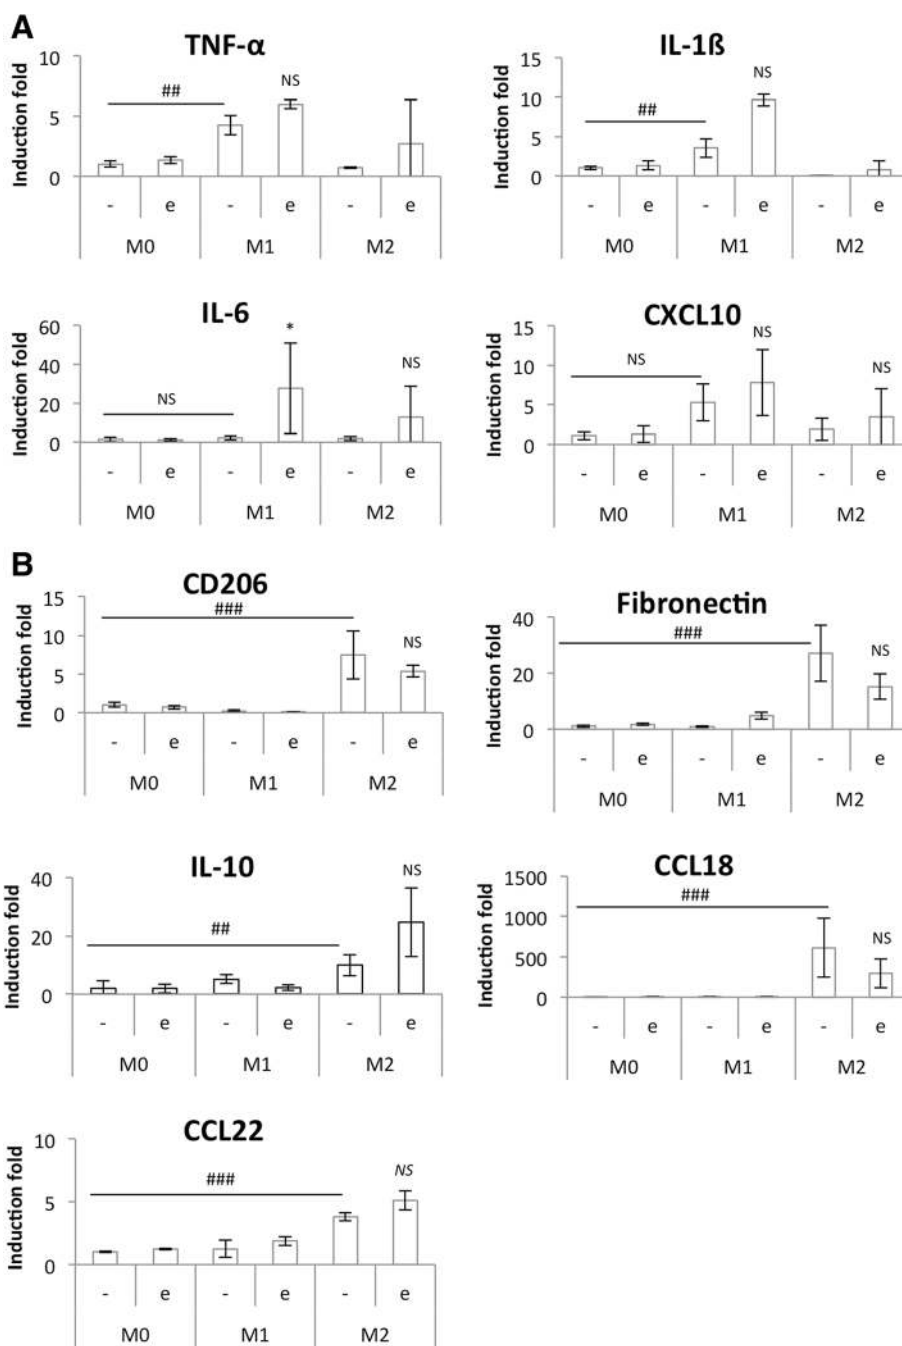 A
TNF-α
Induction fold
10
5
0
##
NS
- e - e - e
M0 M1 M2
IL-1ß
Induction fold
15
10
5
0
##
NS
- e - e - e
M0 M1 M2
IL-6
Induction fold
60
40
20
0
NS
*
NS
- e - e - e
M0 M1 M2
CXCL10
Induction fold
15
10
5
0
NS
NS
NS
- e - e - e
M0 M1 M2
B
CD206
Induction fold
15
10
5
0
###
NS
- e - e - e
M0 M1 M2
Fibronectin
Induction fold
40
20
0
###
NS
- e - e - e
M0 M1 M2
IL-10
Induction fold
40
20
0
##
NS
- e - e - e
M0 M1 M2
CCL18
Induction fold
1500
1000
500
0
###
NS
- e - e - e
M0 M1 M2
CCL22
Induction fold
10
5
0
###
NS
- e - e - e
M0 M1 M2